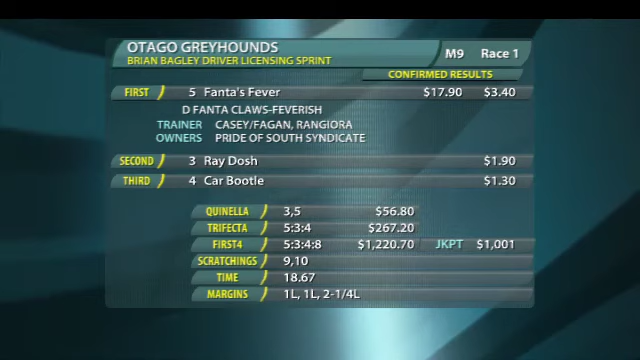 OTAGO GREYHOUNDS M9 Race 1
BRIAN BAGLEY DRIVER LICENSING SPRINT
CONFIRMED RESULTS
FIRST 5 Fanta's Fever $17.90 $3.40
D FANTA CLAWS-FEVERISH
TRAINER CASEY/FAGAN, RANGIORA
OWNERS PRIDE OF SOUTH SYNDICATE
SECOND 3 Ray Dosh $1.90
THIRD 4 Car Bootle $1.30
QUINELLA 3,5 $56.80
TRIFECTA 5:3:4 $267.20
FIRST4 5:3:4:8 $1,220.70 JKPT $1,001
SCRATCHINGS 9,10
TIME 18.67
MARGINS 1L, 1L, 2-1/4L